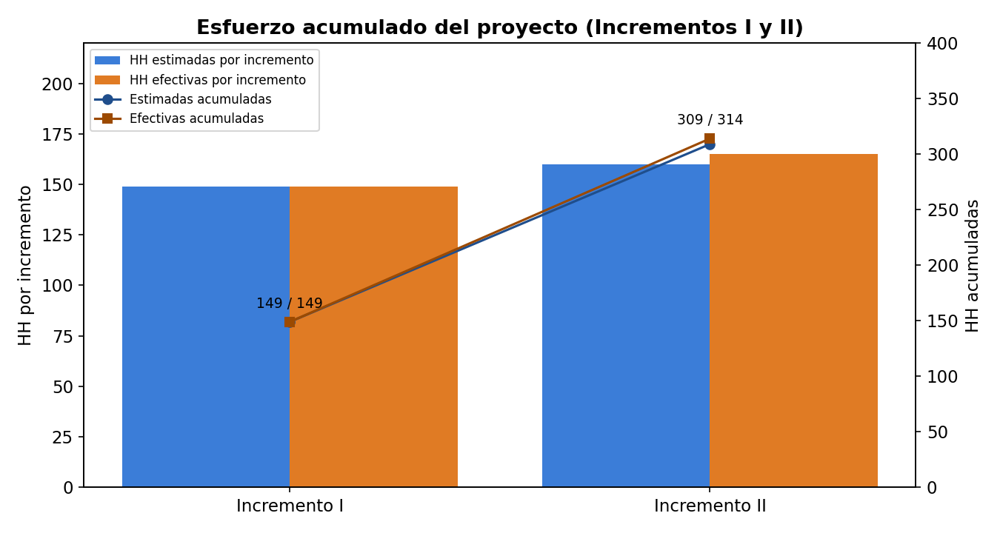 Esfuerzo acumulado del proyecto (Incrementos I y II)
HH estimadas por incremento
HH efectivas por incremento
Estimadas acumuladas
Efectivas acumuladas
HH por incremento
200
175
150
125
100
75
50
25
0
149 / 149
309 / 314
400
350
300
250
200
150
100
50
0
HH acumuladas
Incremento I
Incremento II